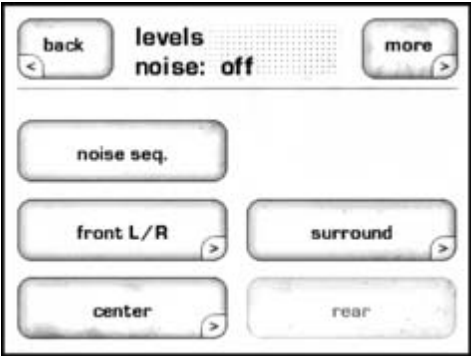 back
<
levels
noise: off
more
>
noise seq.
front L/R
>
surround
>
center
>
rear